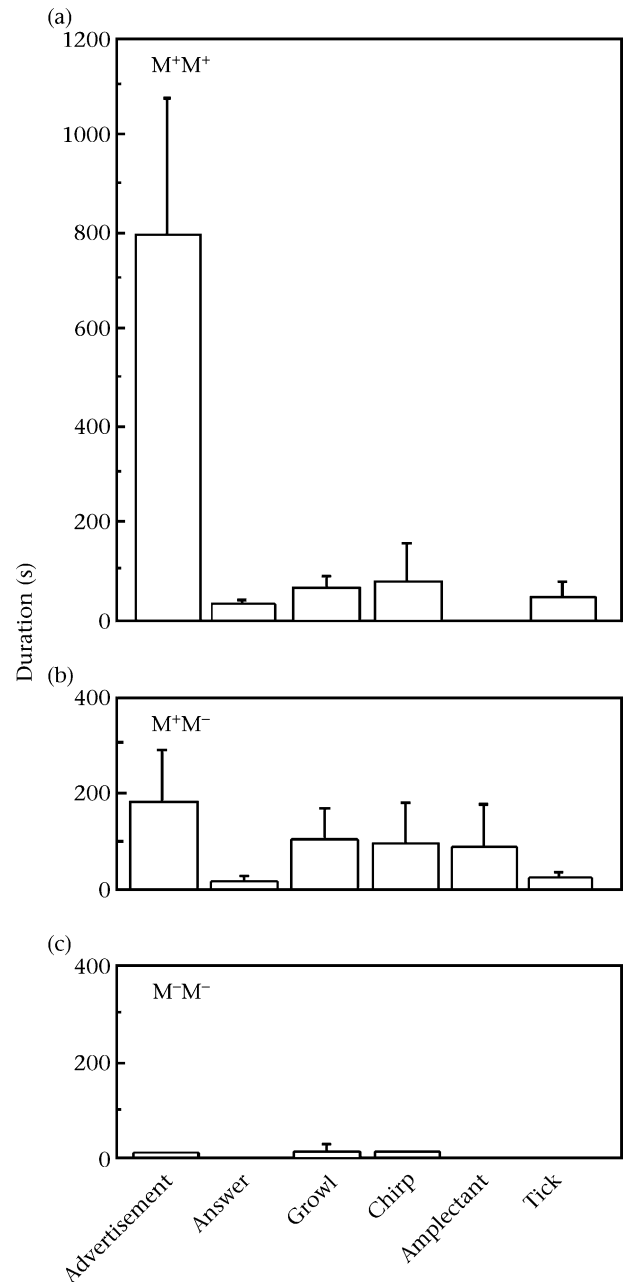 (a)
1200
M⁺M⁺
1000
800
600
400
200
0
Duration (s)
(b)
400
M⁺M⁻
200
0
(c)
400
M⁻M⁻
200
0
Advertisement
Answer
Growl
Chirp
Amplectant
Tick